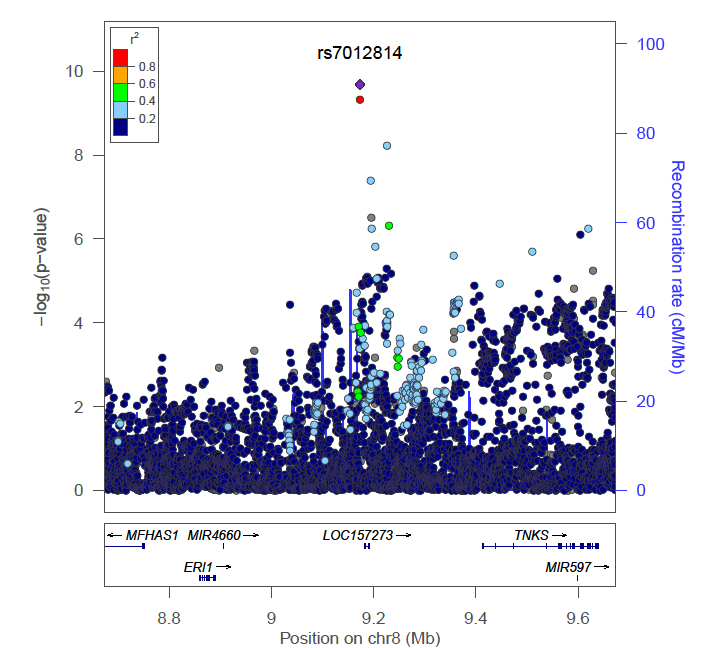 rs7012814
r2
0.8
0.6
0.4
0.2
10
8
6
4
2
0
−log10(p−value)
100
80
60
40
20
0
Recombination rate (cM/Mb)
MFHAS1
MIR4660
LOC157273
TNKS
ERI1
MIR597
8.8
9
9.2
9.4
9.6
Position on chr8 (Mb)